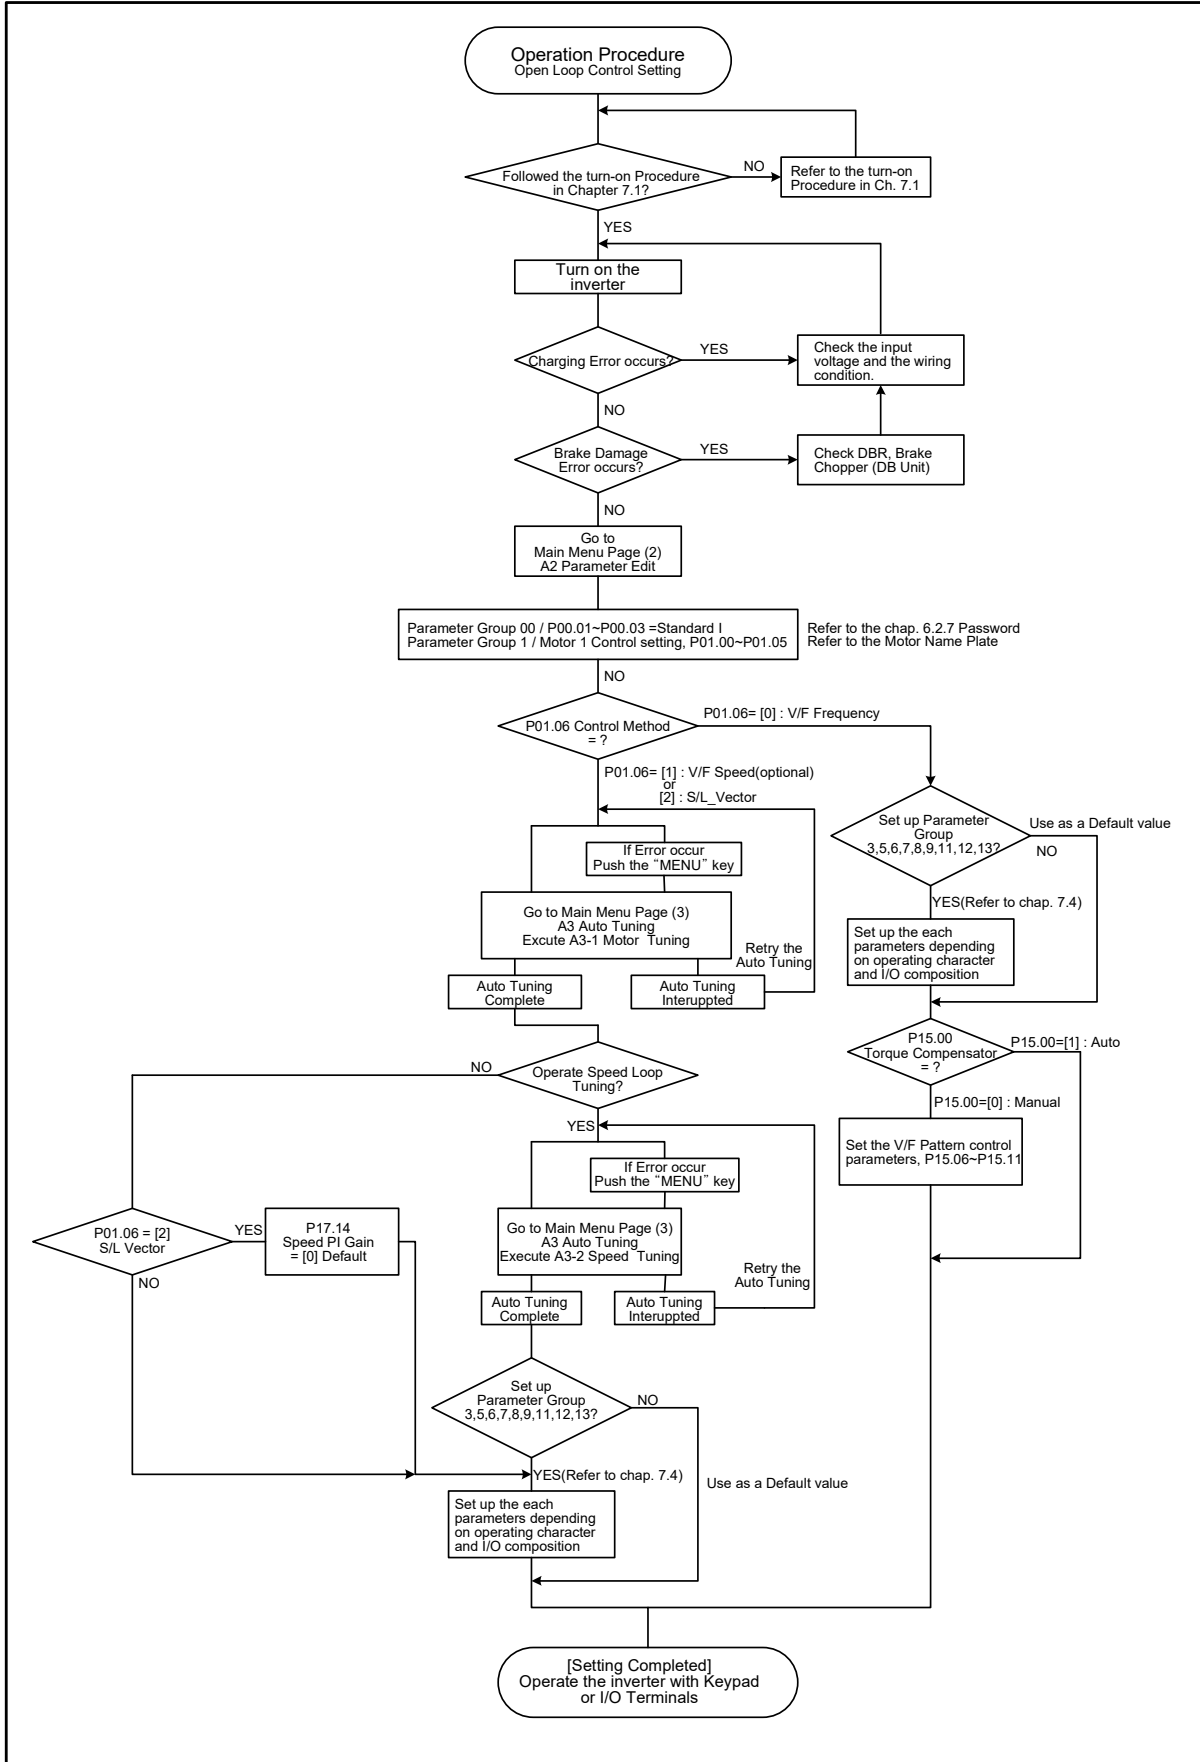 Operation Procedure
Open Loop Control Setting
Followed the turn-on Procedure
in Chapter 7.1?
NO
Refer to the turn-on
Procedure in Ch. 7.1
YES
Turn on the
inverter
Charging Error occurs?
YES
Check the input
voltage and the wiring
condition.
NO
Brake Damage
Error occurs?
YES
Check DBR, Brake
Chopper (DB Unit)
NO
Go to
Main Menu Page (2)
A2 Parameter Edit
Parameter Group 00 / P00.01~P00.03 =Standard I
Parameter Group 1 / Motor 1 Control setting, P01.00~P01.05
Refer to the chap. 6.2.7 Password
Refer to the Motor Name Plate
NO
P01.06 Control Method
= ?
P01.06= [0] : V/F Frequency
P01.06= [1] : V/F Speed(optional)
or
[2] : S/L_Vector
If Error occur
Push the “MENU” key
Go to Main Menu Page (3)
A3 Auto Tuning
Excute A3-1 Motor Tuning
Retry the
Auto Tuning
Auto Tuning
Complete
Auto Tuning
Interuppted
Set up Parameter
Group
3,5,6,7,8,9,11,12,13?
Use as a Default value
NO
YES(Refer to chap. 7.4)
Set up the each
parameters depending
on operating character
and I/O composition
P15.00
Torque Compensator
= ?
P15.00=[1] : Auto
P15.00=[0] : Manual
Set the V/F Pattern control
parameters, P15.06~P15.11
Operate Speed Loop
Tuning?
NO
YES
If Error occur
Push the “MENU” key
Go to Main Menu Page (3)
A3 Auto Tuning
Execute A3-2 Speed Tuning
Retry the
Auto Tuning
Auto Tuning
Complete
Auto Tuning
Interuppted
P01.06 = [2]
S/L Vector
YES
P17.14
Speed PI Gain
= [0] Default
NO
Set up
Parameter Group
3,5,6,7,8,9,11,12,13?
NO
YES(Refer to chap. 7.4)
Use as a Default value
Set up the each
parameters depending
on operating character
and I/O composition
[Setting Completed]
Operate the inverter with Keypad
or I/O Terminals